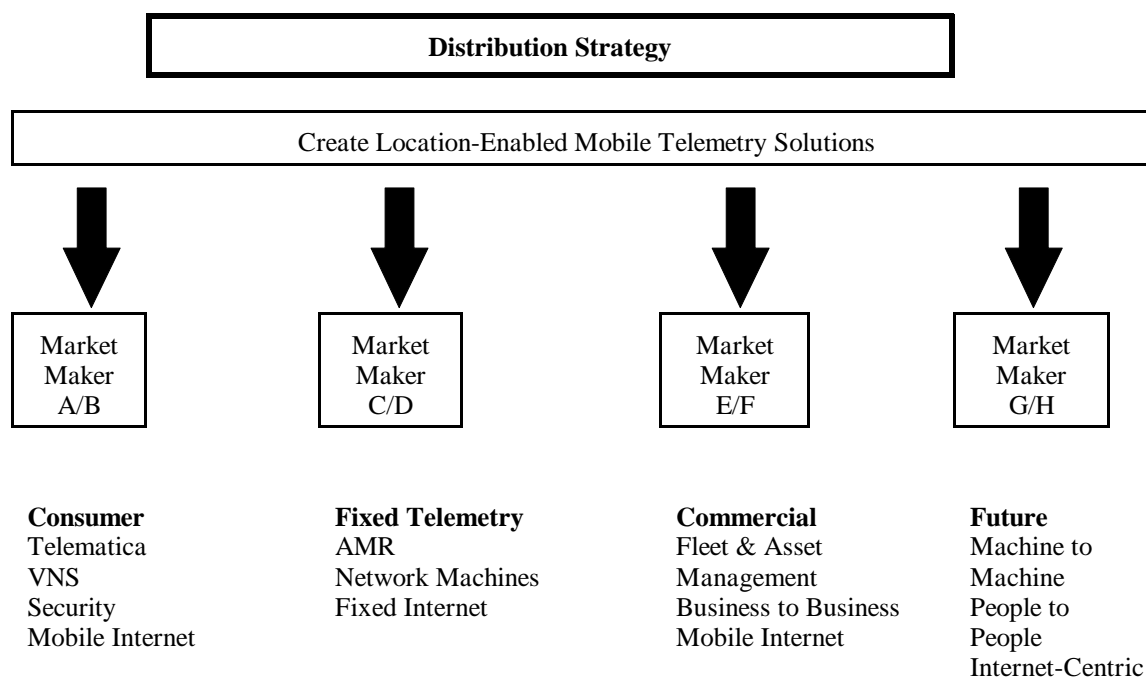 Distribution Strategy
Create Location-Enabled Mobile Telemetry Solutions
Market
Maker
A/B
Market
Maker
C/D
Market
Maker
E/F
Market
Maker
G/H
Consumer
Telematica
VNS
Security
Mobile Internet
Fixed Telemetry
AMR
Network Machines
Fixed Internet
Commercial
Fleet & Asset
Management
Business to Business
Mobile Internet
Future
Machine to
Machine
People to
People
Internet-Centric